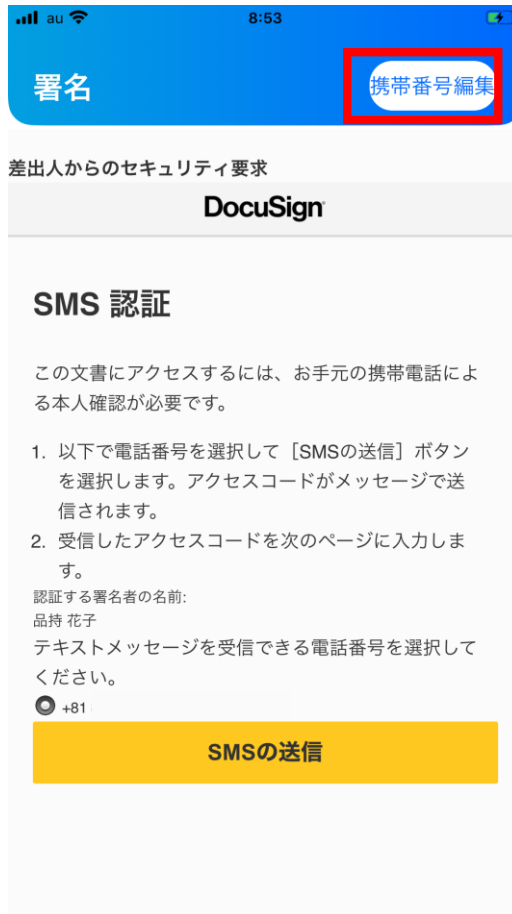 au 8:53
署名
携帯番号編集
差出人からのセキュリティ要求
DocuSign
SMS 認証
この文書にアクセスするには、お手元の携帯電話によ
る本人確認が必要です。
1. 以下で電話番号を選択して［SMSの送信］ボタン
を選択します。アクセスコードがメッセージで送
信されます。
2. 受信したアクセスコードを次のページに入力しま
す。
認証する署名者の名前:
品持 花子
テキストメッセージを受信できる電話番号を選択して
ください。
+81
SMSの送信